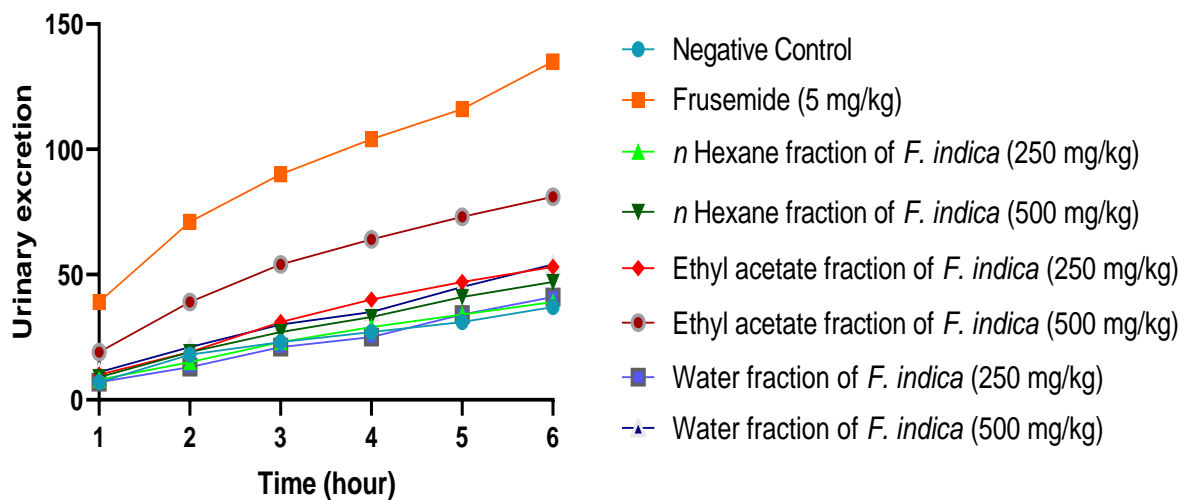 150
100
50
0
Urinary excretion
1 2 3 4 5 6
Time (hour)
Negative Control
Frusemide (5 mg/kg)
n Hexane fraction of F. indica (250 mg/kg)
n Hexane fraction of F. indica (500 mg/kg)
Ethyl acetate fraction of F. indica (250 mg/kg)
Ethyl acetate fraction of F. indica (500 mg/kg)
Water fraction of F. indica (250 mg/kg)
Water fraction of F. indica (500 mg/kg)